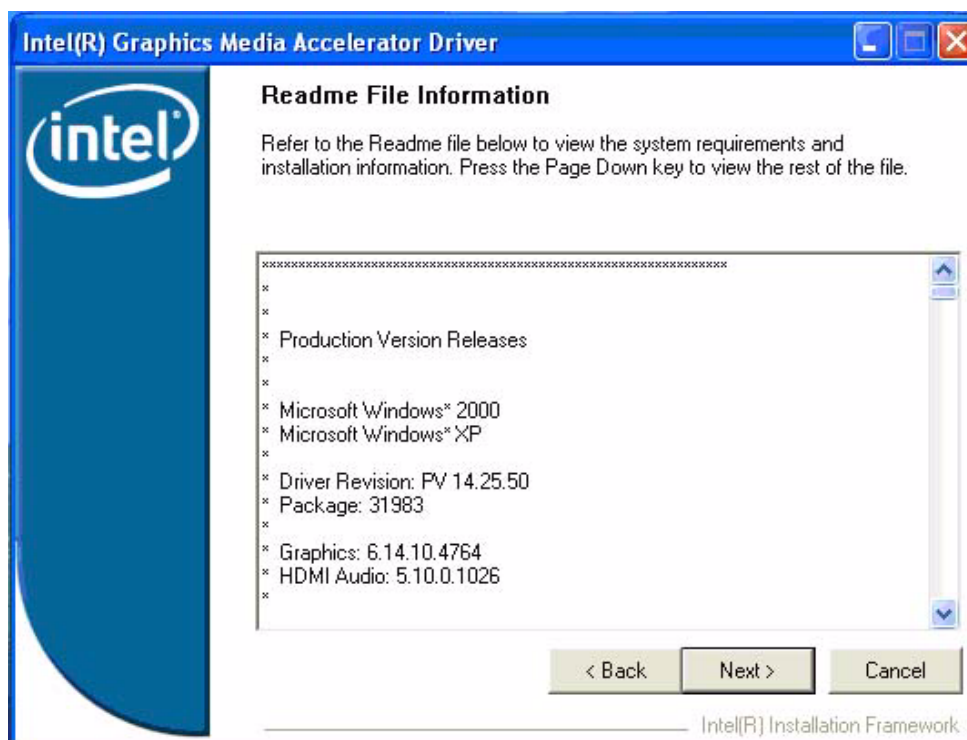 Intel(R) Graphics Media Accelerator Driver
intel
Readme File Information
Refer to the Readme file below to view the system requirements and
installation information. Press the Page Down key to view the rest of the file.
****************************************************************
*
*
* Production Version Releases
*
*
* Microsoft Windows* 2000
* Microsoft Windows* XP
*
* Driver Revision: PV 14.25.50
* Package: 31983
*
* Graphics: 6.14.10.4764
* HDMI Audio: 5.10.0.1026
*
< Back
Next >
Cancel
Intel(R) Installation Framework